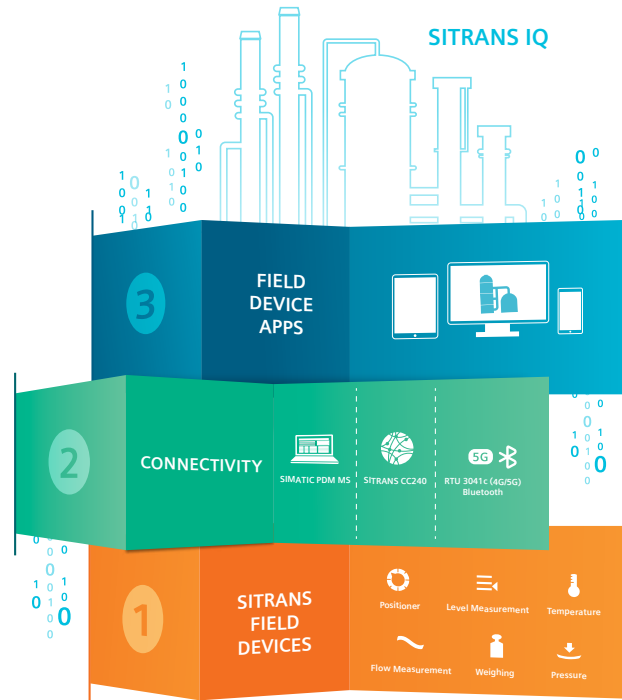 SITRANS IQ
3
FIELD
DEVICE
APPS
2
CONNECTIVITY
SIMATIC PDM MS
SITRANS CC240
5G
RTU 3041c (4G/5G)
Bluetooth
1
SITRANS
FIELD
DEVICES
Positioner
Level Measurement
Temperature
Flow Measurement
Weighing
Pressure